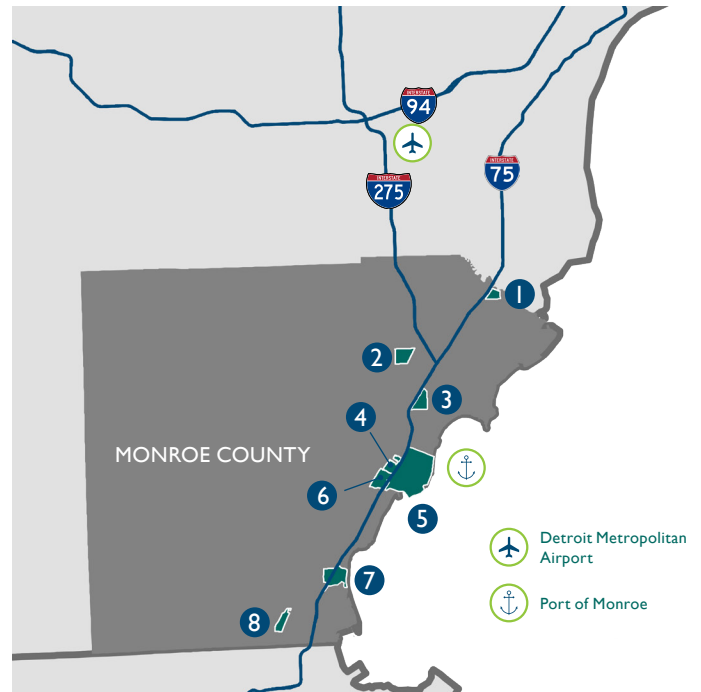 INTERSTATE
94
INTERSTATE
75
INTERSTATE
275
1
2
3
4
MONROE COUNTY
6
5
Detroit Metropolitan
Airport
7
Port of Monroe
8